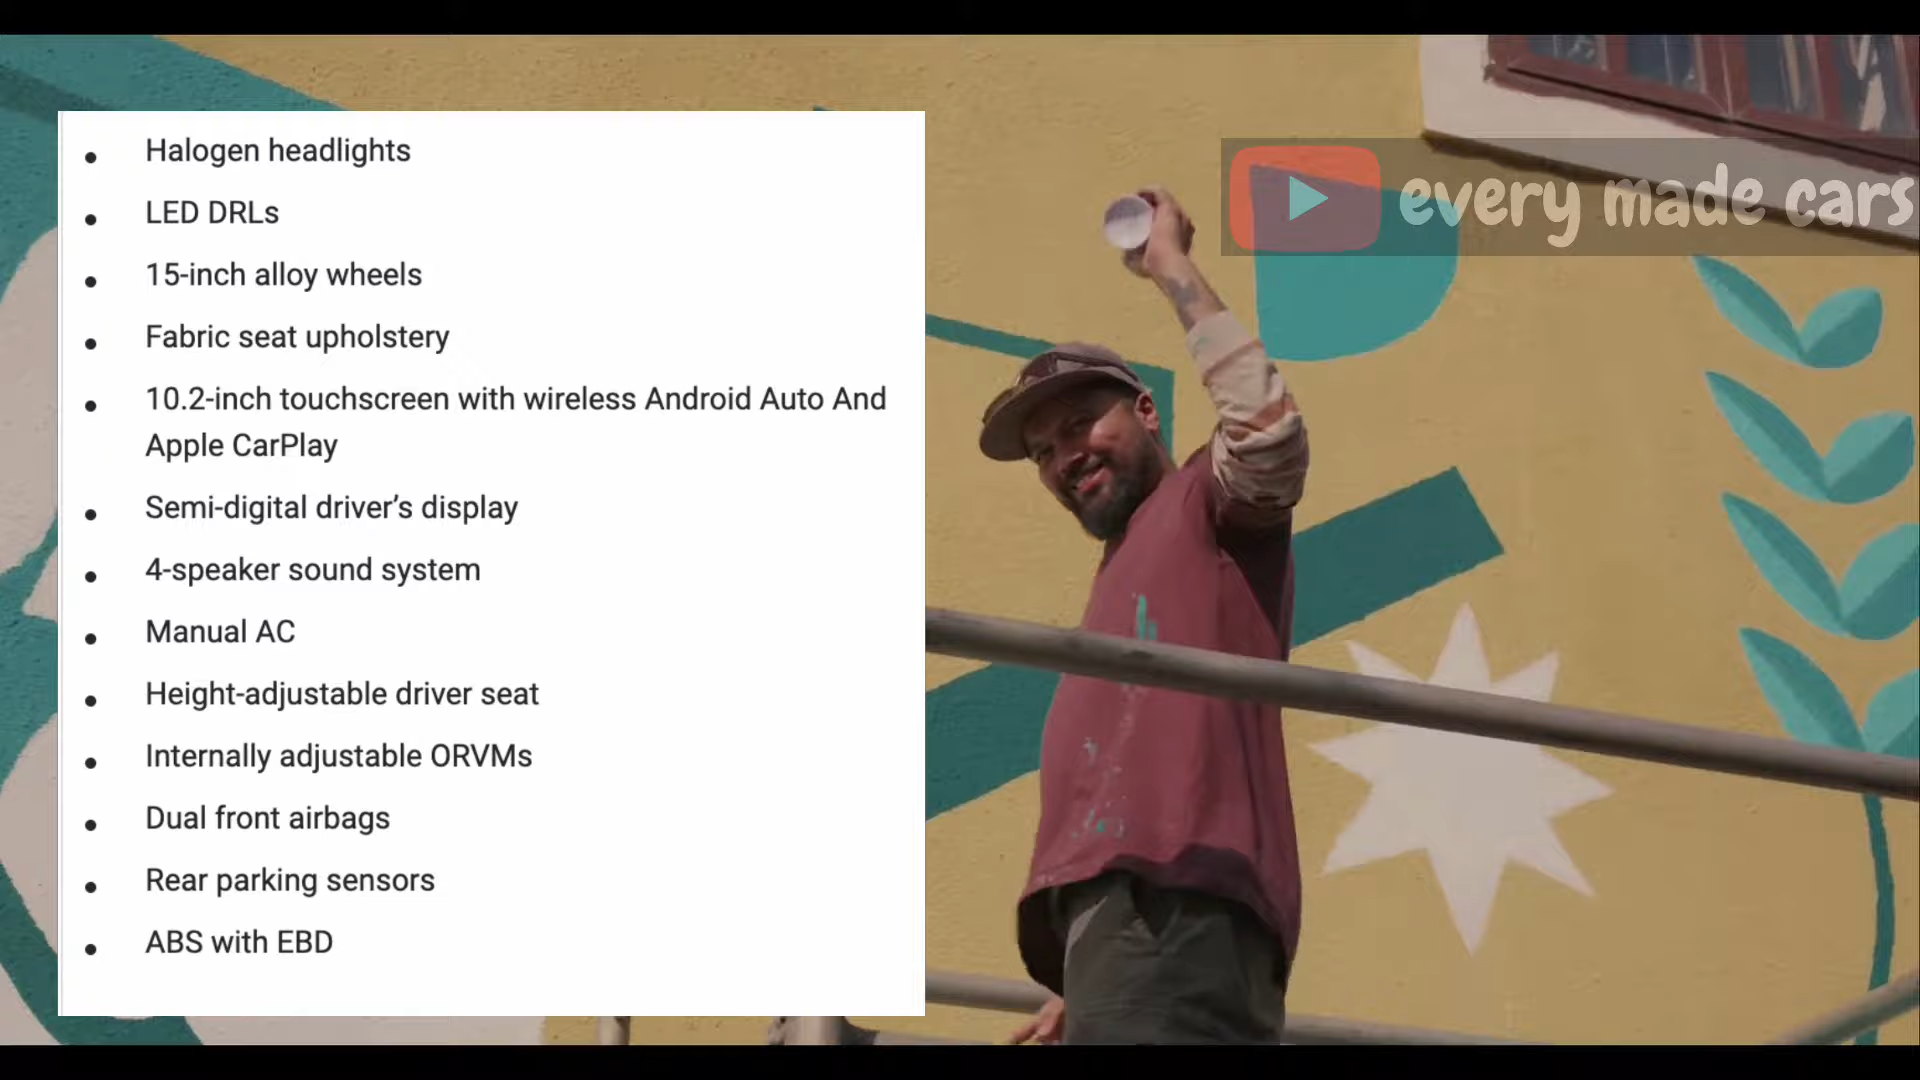 Halogen headlights
LED DRLs
15-inch alloy wheels
Fabric seat upholstery
10.2-inch touchscreen with wireless Android Auto And
Apple CarPlay
Semi-digital driver’s display
4-speaker sound system
Manual AC
Height-adjustable driver seat
Internally adjustable ORVMs
Dual front airbags
Rear parking sensors
ABS with EBD
every made cars